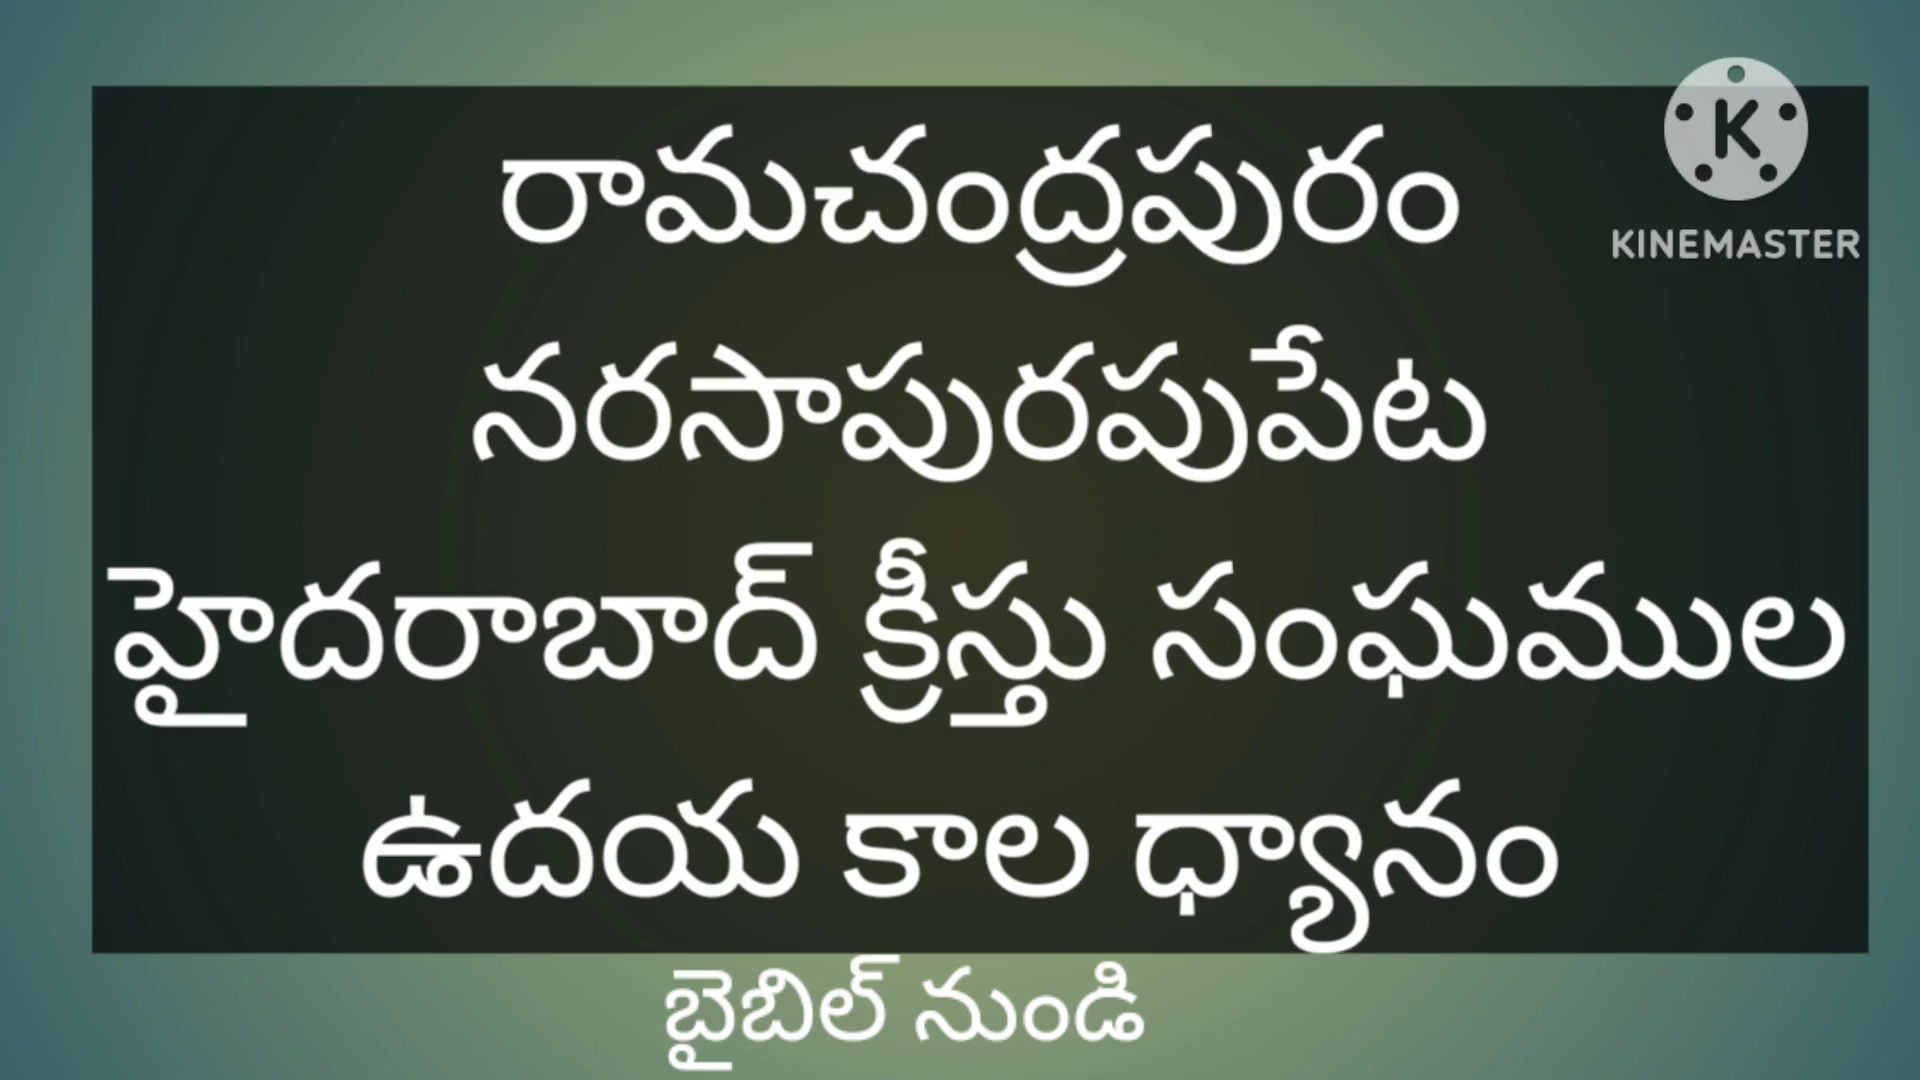 రామచంద్రపురం
KINEMASTER
నరసాపురపుపేట
హైదరాబాద్ క్రీస్తు సంఘముల
ఉదయ కాల ధ్యానం
బైబిల్ నుండి